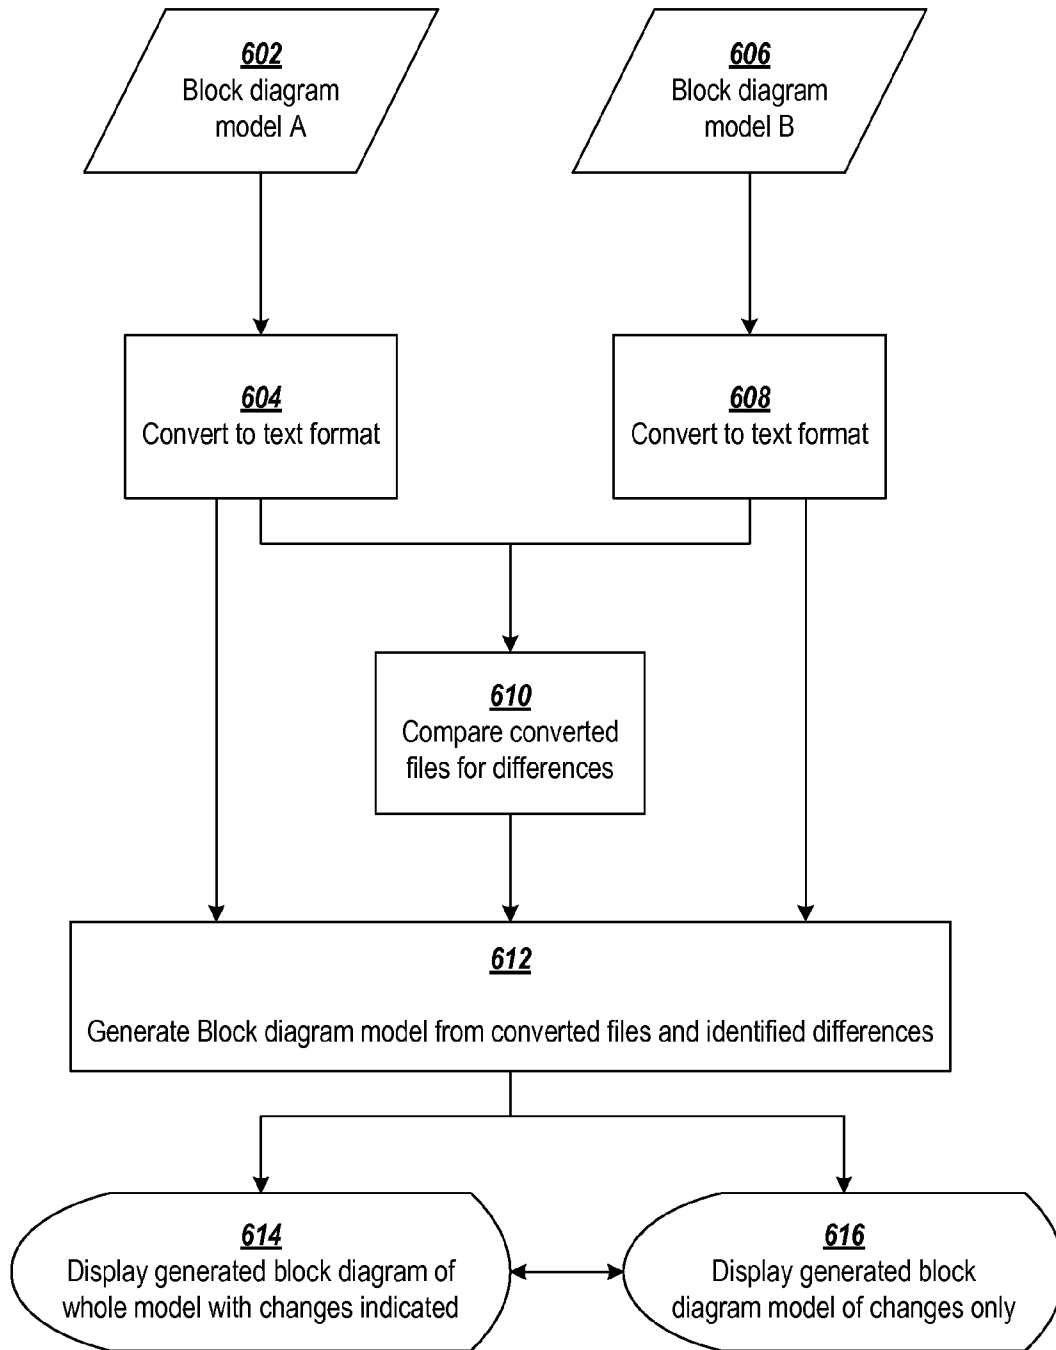 602
Block diagram
model A
606
Block diagram
model B
604
Convert to text format
608
Convert to text format
610
Compare converted
files for differences
612
Generate Block diagram model from converted files and identified differences
614
Display generated block diagram of
whole model with changes indicated
616
Display generated block
diagram model of changes only